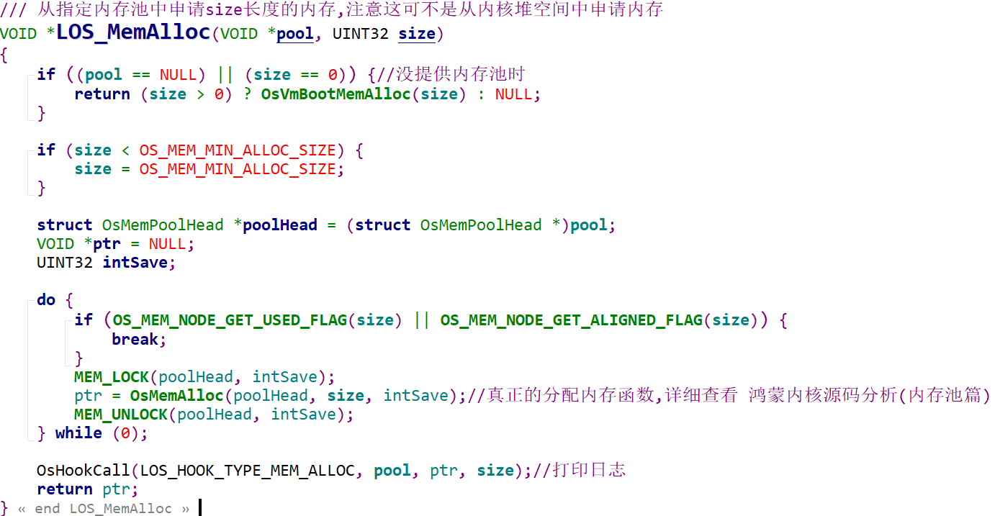 /// 从指定内存池中申请size长度的内存,注意这可不是从内核堆空间中申请内存
VOID *LOS_MemAlloc(VOID *pool, UINT32 size)
{
    if ((pool == NULL) || (size == 0)) {//没提供内存池时
        return (size > 0) ? OsVmBootMemAlloc(size) : NULL;
    }

    if (size < OS_MEM_MIN_ALLOC_SIZE) {
        size = OS_MEM_MIN_ALLOC_SIZE;
    }

    struct OsMemPoolHead *poolHead = (struct OsMemPoolHead *)pool;
    VOID *ptr = NULL;
    UINT32 intSave;

    do {
        if (OS_MEM_NODE_GET_USED_FLAG(size) || OS_MEM_NODE_GET_ALIGNED_FLAG(size)) {
            break;
        }
        MEM_LOCK(poolHead, intSave);
        ptr = OsMemAlloc(poolHead, size, intSave);//真正的分配内存函数,详细查看 鸿蒙内核源码分析(内存池篇)
        MEM_UNLOCK(poolHead, intSave);
    } while (0);

    OsHookCall(LOS_HOOK_TYPE_MEM_ALLOC, pool, ptr, size);//打印日志
    return ptr;
} « end LOS_MemAlloc »